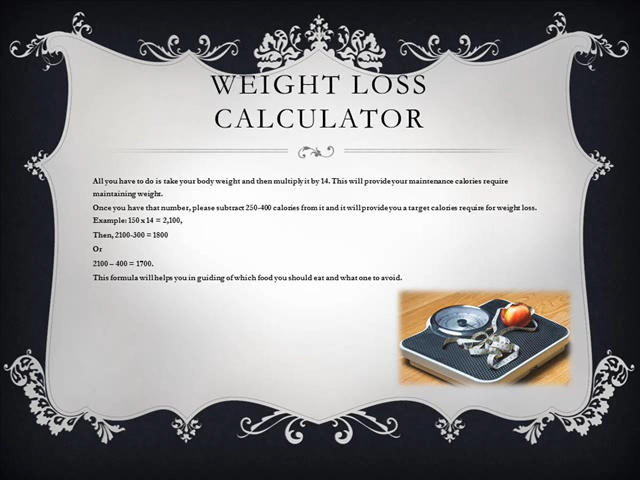 WEIGHT LOSS
CALCULATOR
All you have to do is take your body weight and then multiply it by 14. This will provide your maintenance calories require
maintaining weight.
Once you have that number, please subtract 250-400 calories from it and it will provide you a target calories require for weight loss.
Example: 150 x 14 = 2,100,
Then, 2100-300 = 1800
Or
2100 – 400 = 1700.
This formula will helps you in guiding of which food you should eat and what one to avoid.